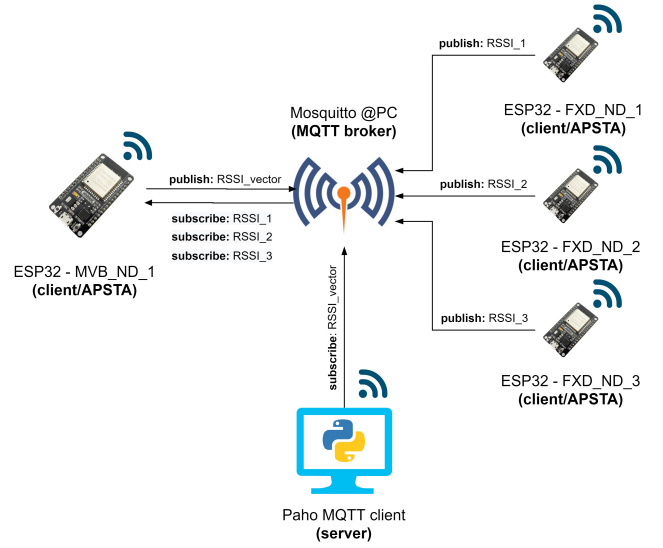 publish: RSSI_1
ESP32 - FXD_ND_1
(client/APSTA)
Mosquitto @PC
(MQTT broker)
publish: RSSI_vector
publish: RSSI_2
subscribe: RSSI_1
subscribe: RSSI_2
subscribe: RSSI_3
ESP32 - MVB_ND_1
(client/APSTA)
ESP32 - FXD_ND_2
(client/APSTA)
subscribe: RSSI_vector
publish: RSSI_3
ESP32 - FXD_ND_3
(client/APSTA)
Paho MQTT client
(server)